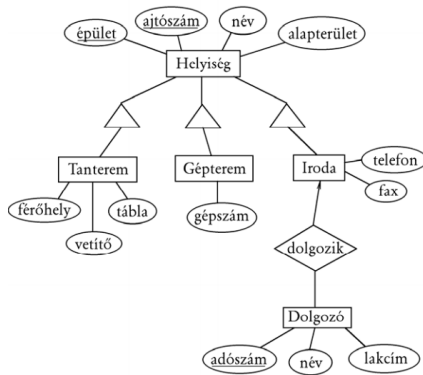 épület
ajtószám
név
alapterület
Helyiség
Tanterem
Gépterem
Iroda
telefon
fax
férőhely
tábla
vetítő
gépszám
dolgozik
Dolgozó
adószám
név
lakcím